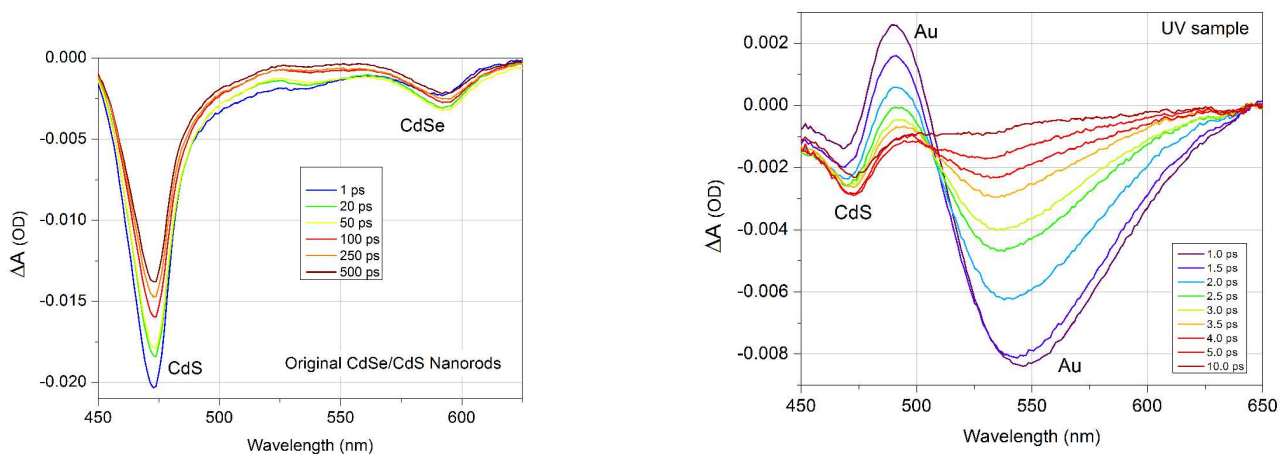 0.000
-0.005
-0.010
-0.015
-0.020
ΔA (OD)
CdSe
1 ps
20 ps
50 ps
100 ps
250 ps
500 ps
CdS
Original CdSe/CdS Nanorods
450 500 550 600
Wavelength (nm)
UV sample
Au
0.002
0.000
-0.002
-0.004
-0.006
-0.008
ΔA (OD)
CdS
1.0 ps
1.5 ps
2.0 ps
2.5 ps
3.0 ps
3.5 ps
4.0 ps
5.0 ps
10.0 ps
Au
450 500 550 600 650
Wavelength (nm)